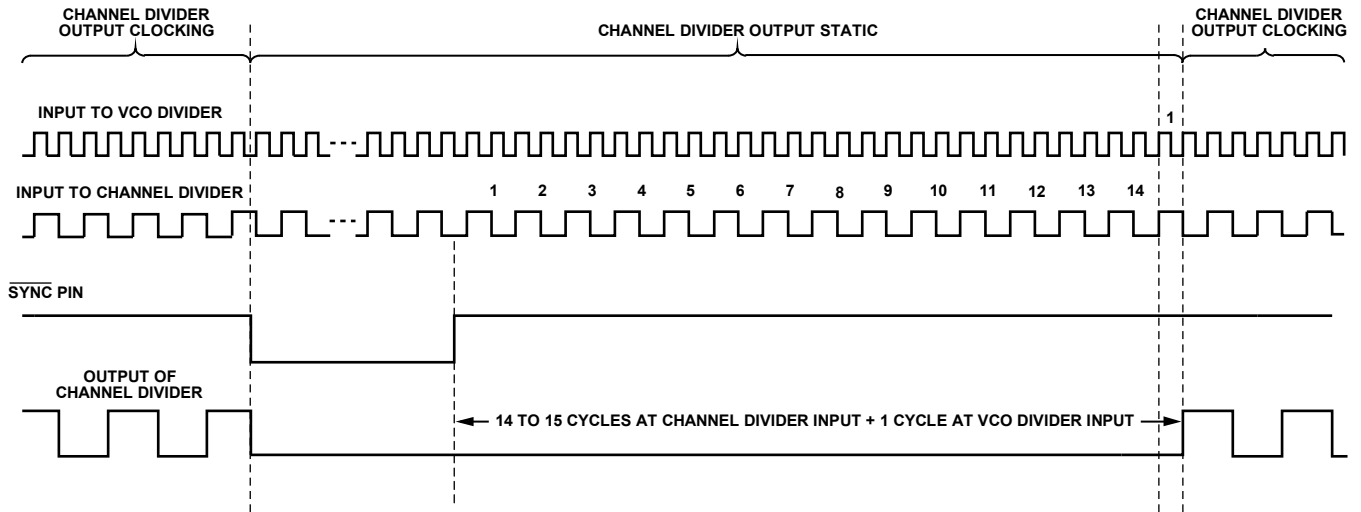 CHANNEL DIVIDER
OUTPUT CLOCKING
CHANNEL DIVIDER OUTPUT STATIC
CHANNEL DIVIDER
OUTPUT CLOCKING
INPUT TO VCO DIVIDER
1
INPUT TO CHANNEL DIVIDER
1 2 3 4 5 6 7 8 9 10 11 12 13 14
SYNC PIN
OUTPUT OF
CHANNEL DIVIDER
14 TO 15 CYCLES AT CHANNEL DIVIDER INPUT + 1 CYCLE AT VCO DIVIDER INPUT